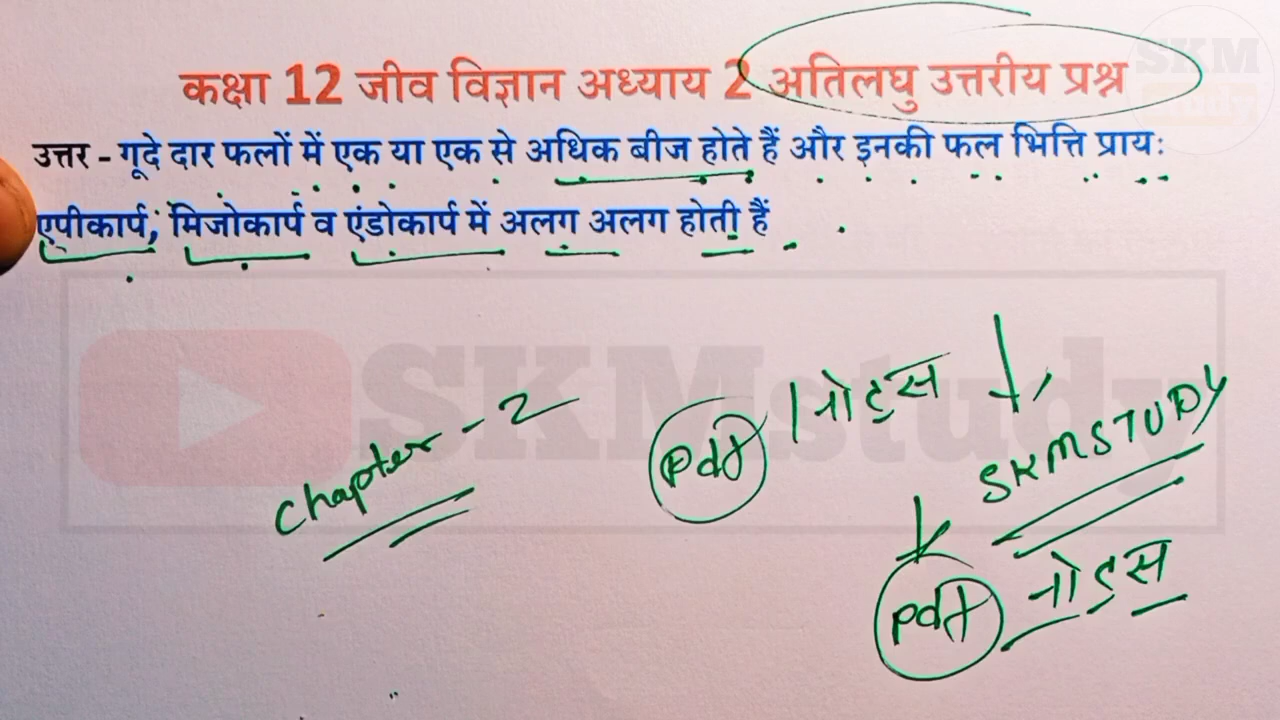 कक्षा 12 जीव विज्ञान अध्याय 2 अतिलघु उत्तरीय प्रश्न
उत्तर - गूदे दार फलों में एक या एक से अधिक बीज होते हैं और इनकी फल भित्ति प्रायः
एपीकार्प, मिजोकार्प व एंडोकार्प में अलग अलग होती हैं
SKMstudy
chapter - 2
pdf नोट्स
SKMSTUDY
pdf नोट्स
SKM
Study